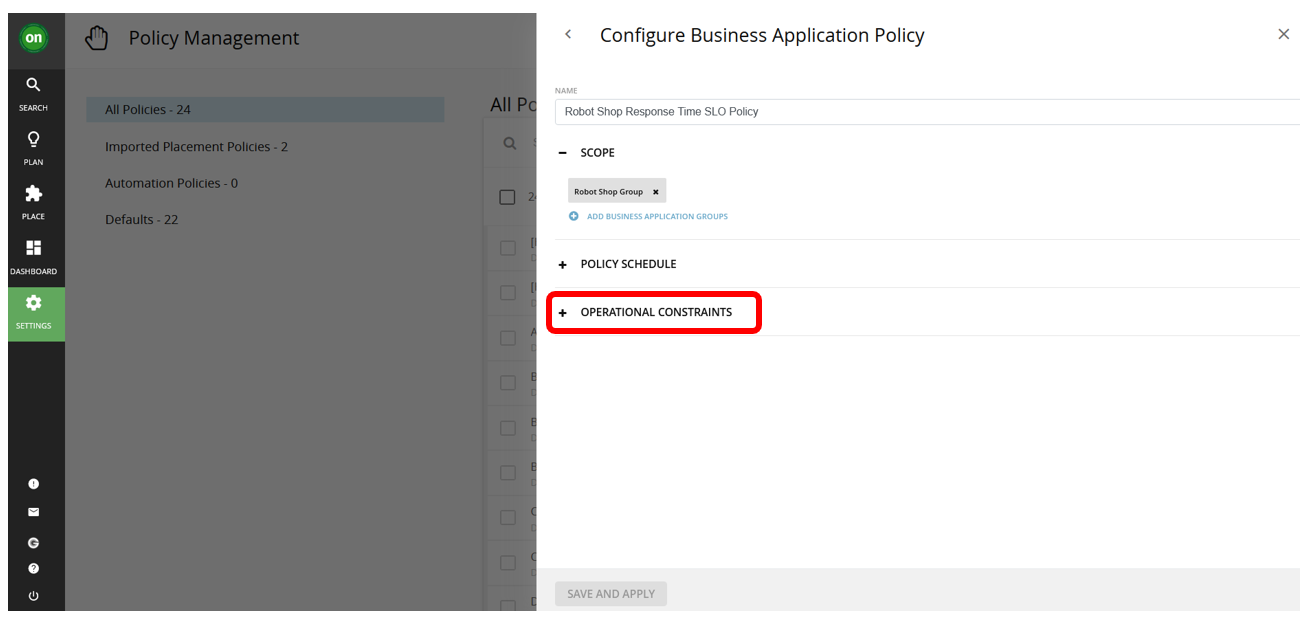 on
SEARCH
PLAN
PLACE
DASHBOARD
SETTINGS
Policy Management
All Policies - 24
Imported Placement Policies - 2
Automation Policies - 0
Defaults - 22
All Po
Configure Business Application Policy
NAME
Robot Shop Response Time SLO Policy
SCOPE
Robot Shop Group
ADD BUSINESS APPLICATION GROUPS
POLICY SCHEDULE
OPERATIONAL CONSTRAINTS
SAVE AND APPLY